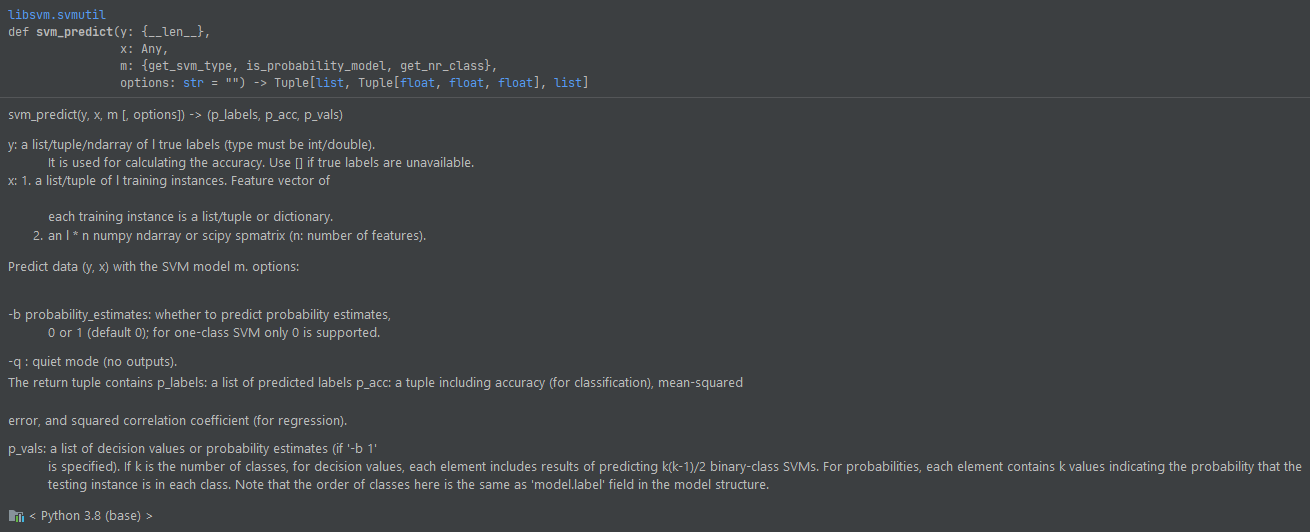 libsvm.svmutil
def svm_predict(y: {__len__},
x: Any,
m: {get_svm_type, is_probability_model, get_nr_class},
options: str = "") -> Tuple[list, Tuple[float, float, float], list]
svm_predict(y, x, m [, options]) -> (p_labels, p_acc, p_vals)
y: a list/tuple/ndarray of l true labels (type must be int/double).
It is used for calculating the accuracy. Use [] if true labels are unavailable.
x: 1. a list/tuple of l training instances. Feature vector of
each training instance is a list/tuple or dictionary.
2. an l * n numpy ndarray or scipy spmatrix (n: number of features).
Predict data (y, x) with the SVM model m. options:
-b probability_estimates: whether to predict probability estimates,
0 or 1 (default 0); for one-class SVM only 0 is supported.
-q : quiet mode (no outputs).
The return tuple contains p_labels: a list of predicted labels p_acc: a tuple including accuracy (for classification), mean-squared
error, and squared correlation coefficient (for regression).
p_vals: a list of decision values or probability estimates (if '-b 1'
is specified). If k is the number of classes, for decision values, each element includes results of predicting k(k-1)/2 binary-class SVMs. For probabilities, each element contains k values indicating the probability that the
testing instance is in each class. Note that the order of classes here is the same as 'model.label' field in the model structure.
< Python 3.8 (base) >